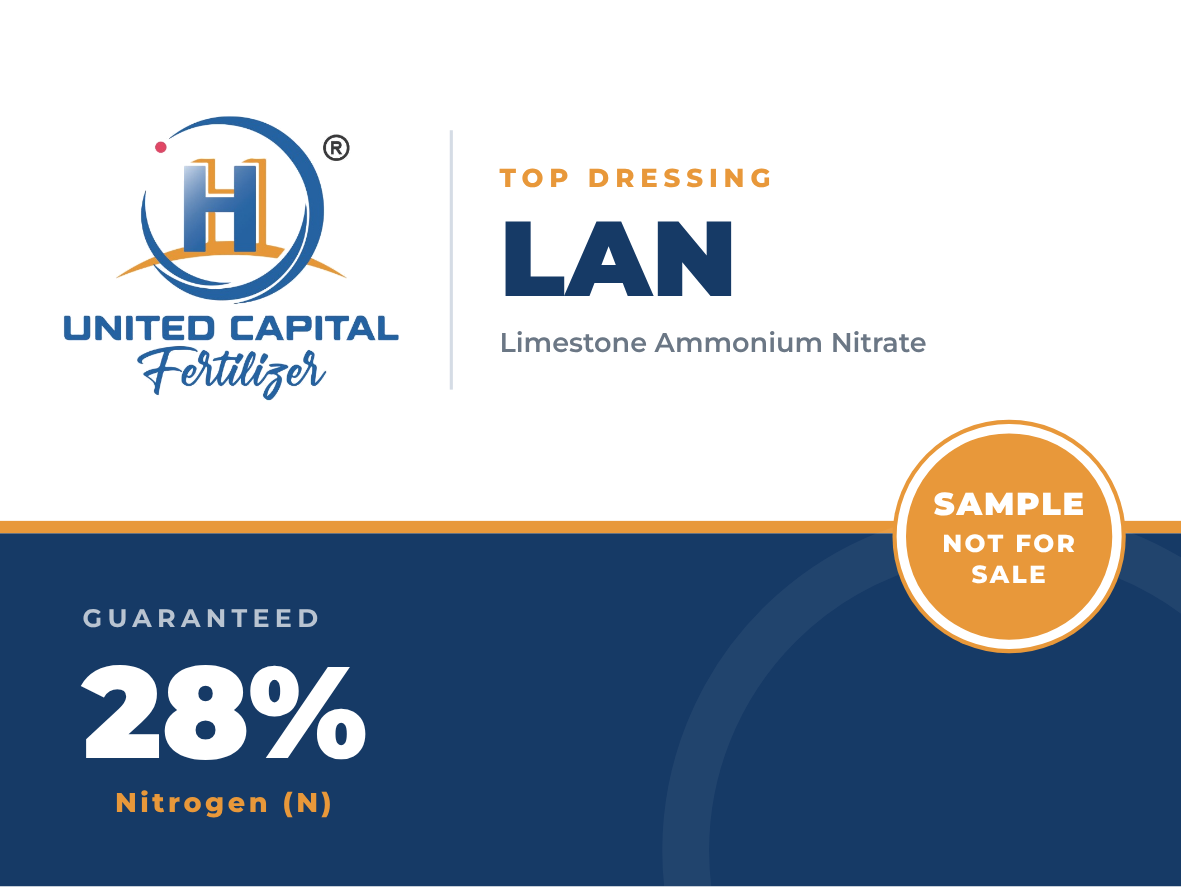 H
®
UNITED CAPITAL
Fertilizer
TOP DRESSING
LAN
Limestone Ammonium Nitrate
SAMPLE
NOT FOR
SALE
GUARANTEED
28%
Nitrogen (N)